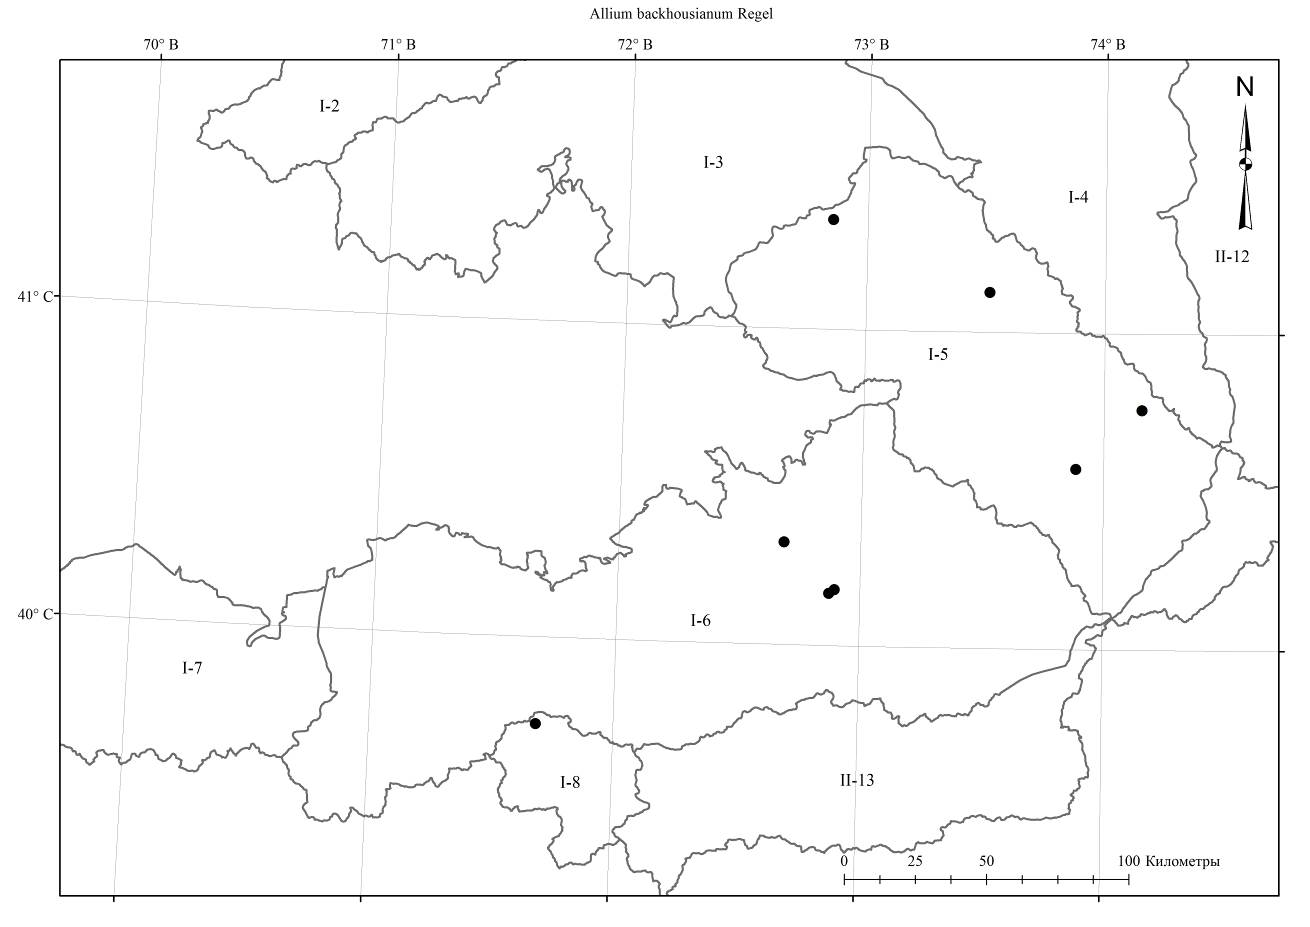 Allium backhousianum Regel
70° В 71° В 72° В 73° В 74° В
N
I-2
I-3
I-4
II-12
41° С
I-5
40° С
I-6
I-7
I-8
II-13
0 25 50 100 Километры